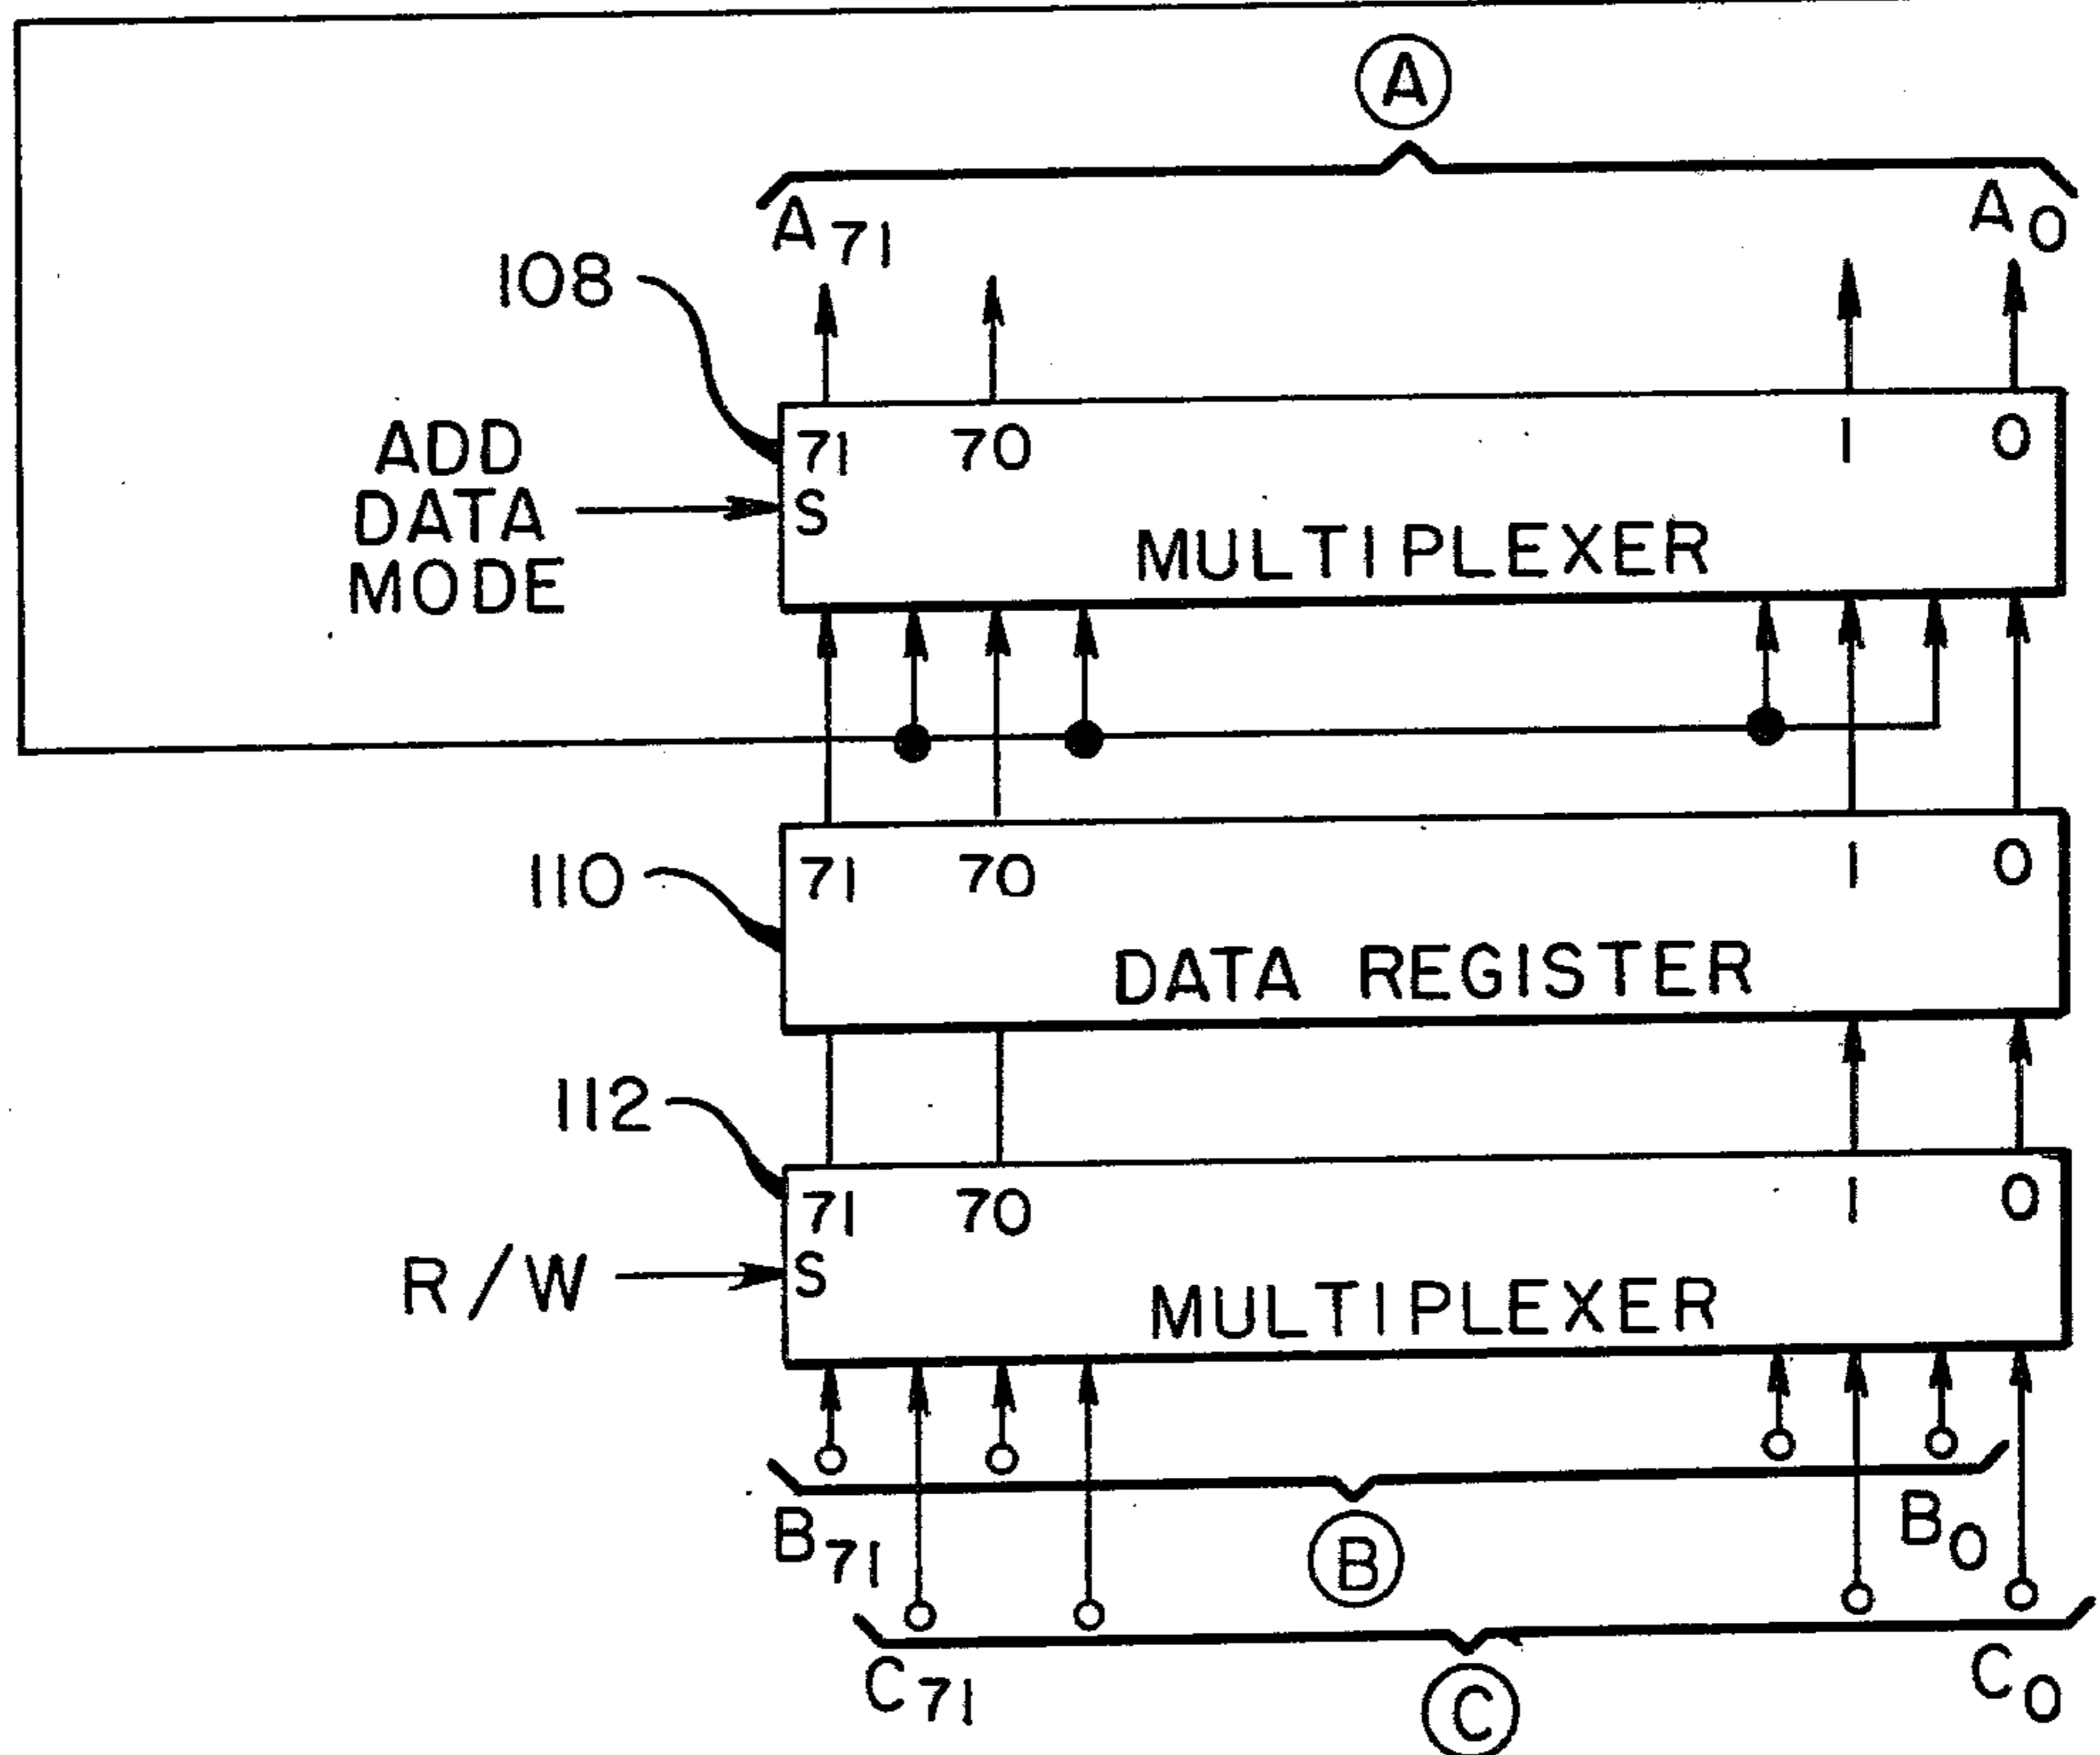 A
A71 A0
108
71 70 1 0
ADD
DATA
MODE
S
MULTIPLEXER
110
71 70 1 0
DATA REGISTER
112
71 70 1 0
R/W
S
MULTIPLEXER
B71 B B0
C71 C C0